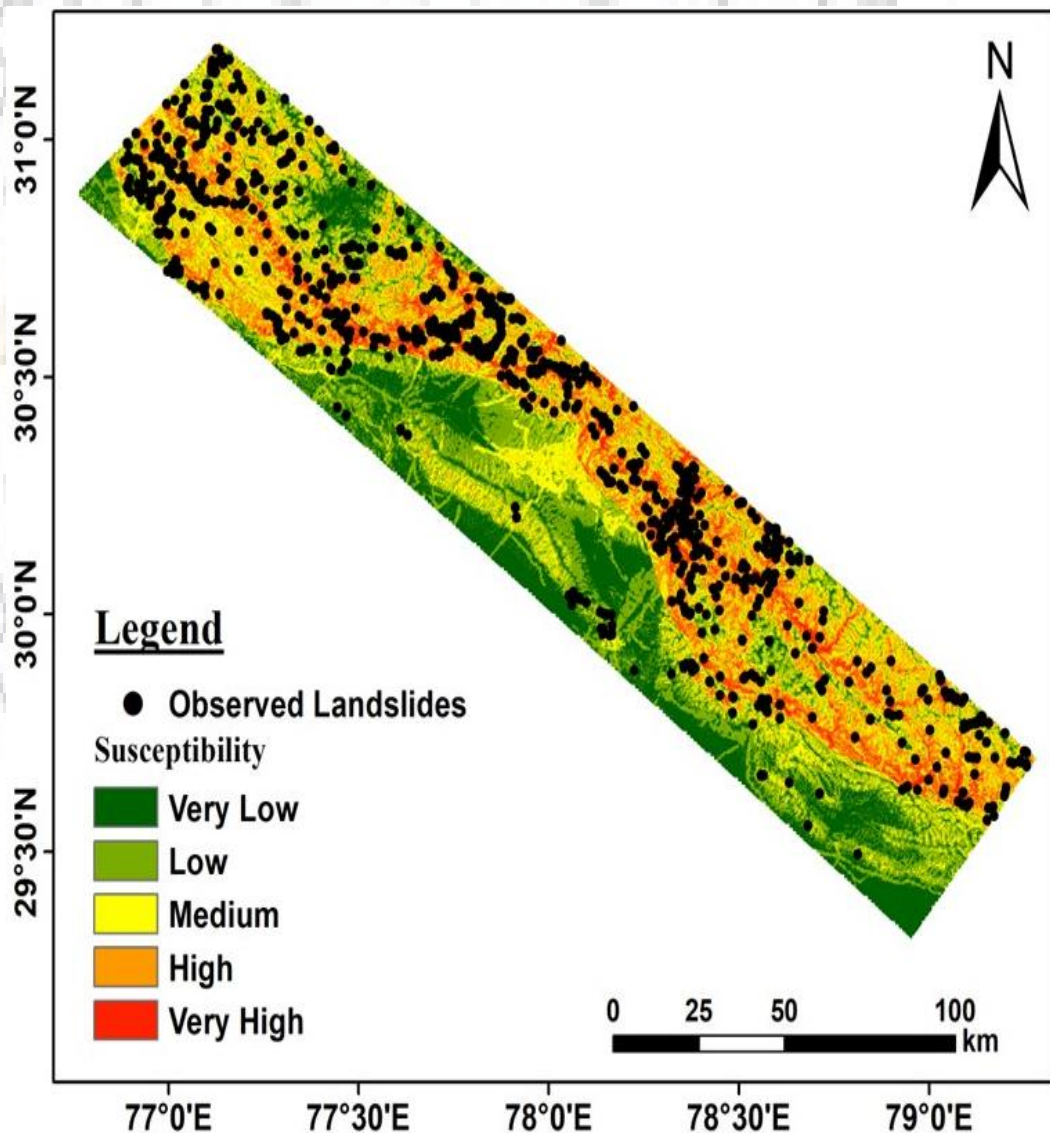 N
31°0'N
30°30'N
30°0'N
29°30'N
Legend
Observed Landslides
Susceptibility
Very Low
Low
Medium
High
Very High
0 25 50 100
km
77°0'E 77°30'E 78°0'E 78°30'E 79°0'E